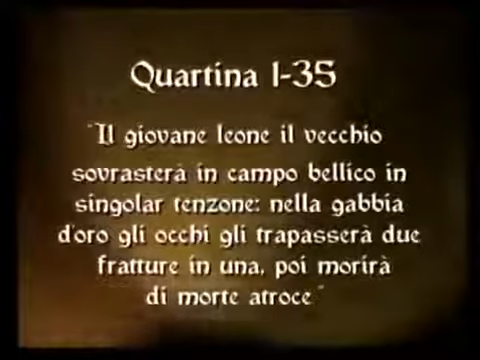 Quartina I-35
"Il giovane leone il vecchio
sovrasterà in campo bellico in
singolar tenzone: nella gabbia
d'oro gli occhi gli trapasserà due
fratture in una, poi morirà
di morte atroce"